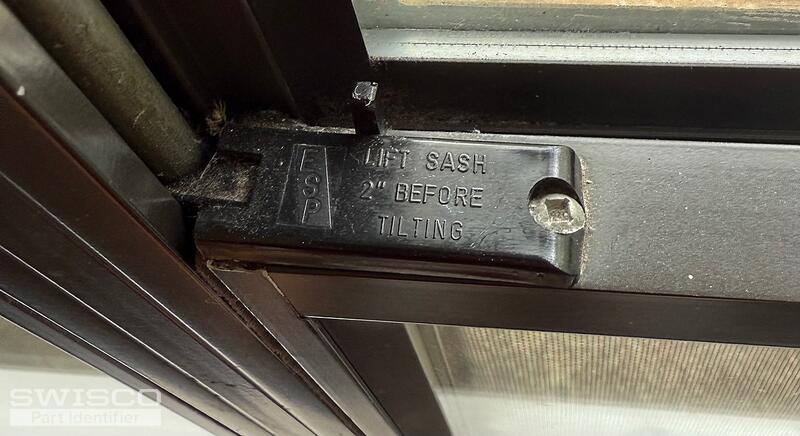 ESP
LIFT SASH
2" BEFORE
TILTING
SWISCO
Part Identifier